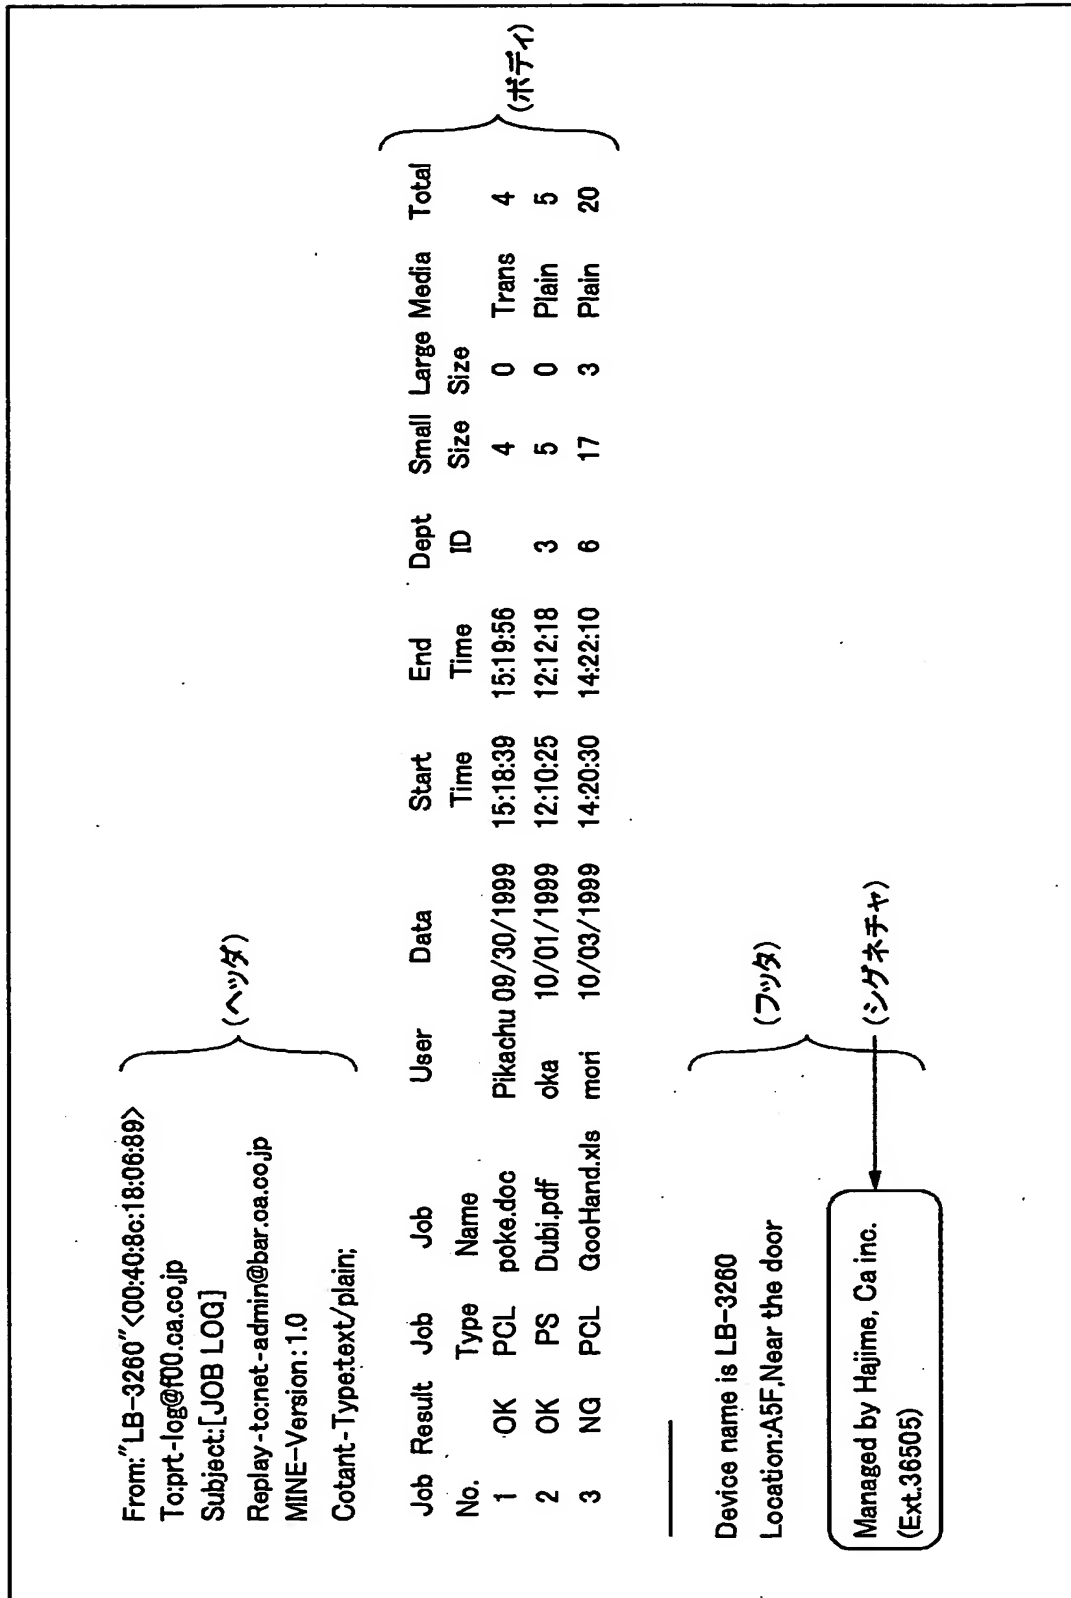 From:"LB-3260"<00:40:8c:18:06:89>
To:prt-log@f00.ca.co.jp
Subject:[JOB LOG]
Replay-to:net-admin@bar.ca.co.jp
MINE-Version:1.0
Cotant-Type:text/plain;
(ヘッダ)
Job Result Job Job User Data Start End Dept Small Large Media Total
No. Type Name Time Time ID Size Size
1 OK PCL poke.doc Pikachu 09/30/1999 15:18:39 15:19:56 4 0 Trans 4
2 OK PS Dubi.pdf oka 10/01/1999 12:10:25 12:12:18 3 5 0 Plain 5
3 NG PCL GooHand.xls mori 10/03/1999 14:20:30 14:22:10 6 17 3 Plain 20
(ボディ)
Device name is LB-3260
Location:A5F,Near the door
(フッタ)
Managed by Hajime, Ca inc.
(Ext.36505)
(シグネチャ)